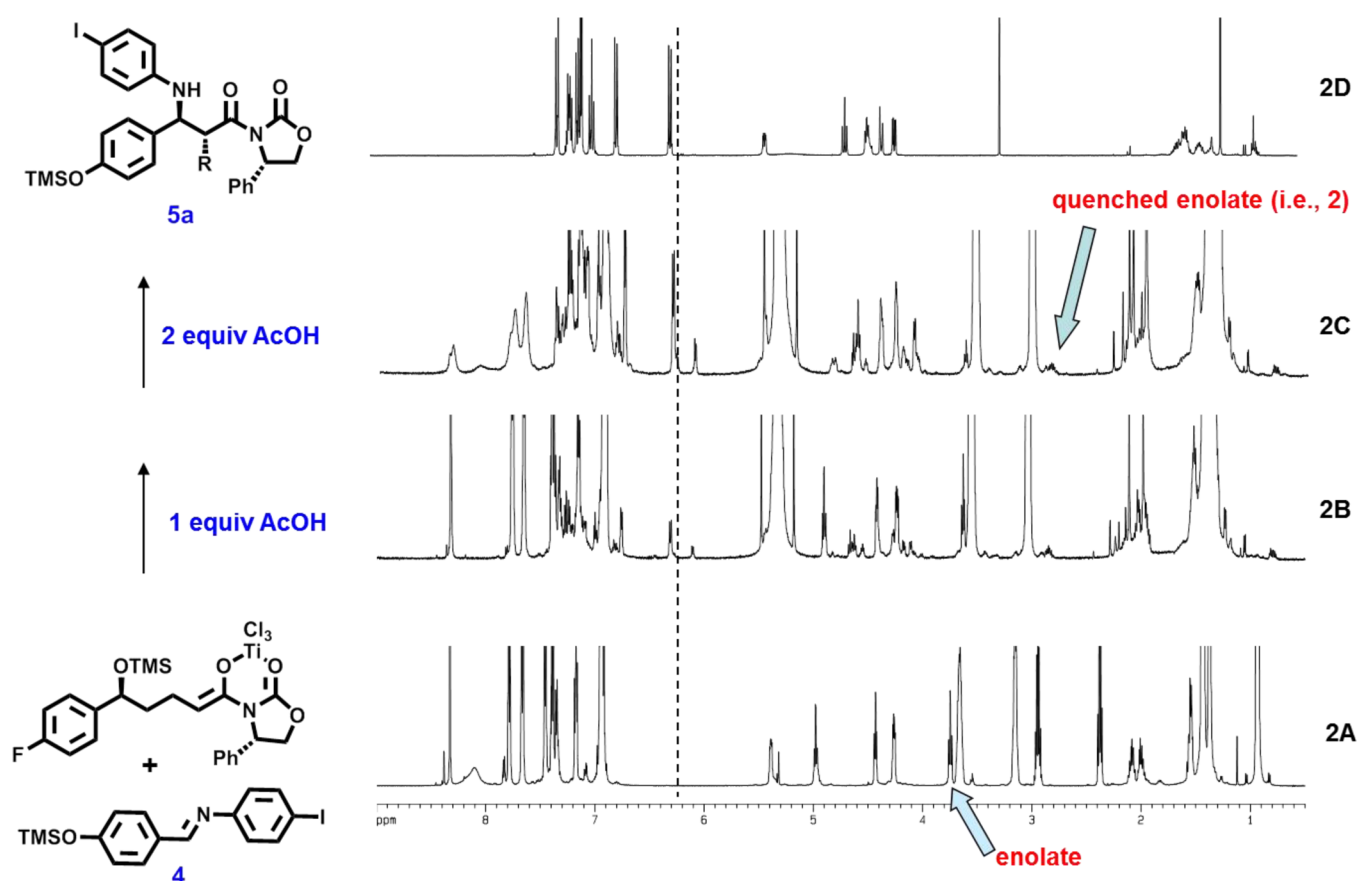 I
NH
O
O
N
O
R
Ph
TMSO
5a
2D
quenched enolate (i.e., 2)
2 equiv AcOH
2C
1 equiv AcOH
2B
Cl3
Ti
OTMS
O
O
N
O
F
Ph
2A
+
ppm
8
7
6
5
4
3
2
1
N
I
TMSO
4
enolate